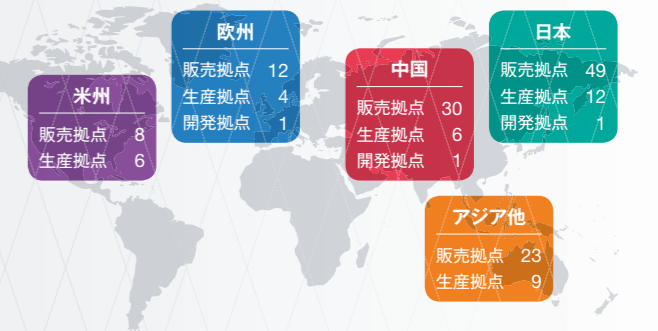 米州
販売拠点 8
生産拠点 6
欧州
販売拠点 12
生産拠点 4
開発拠点 1
中国
販売拠点 30
生産拠点 6
開発拠点 1
日本
販売拠点 49
生産拠点 12
開発拠点 1
アジア他
販売拠点 23
生産拠点 9